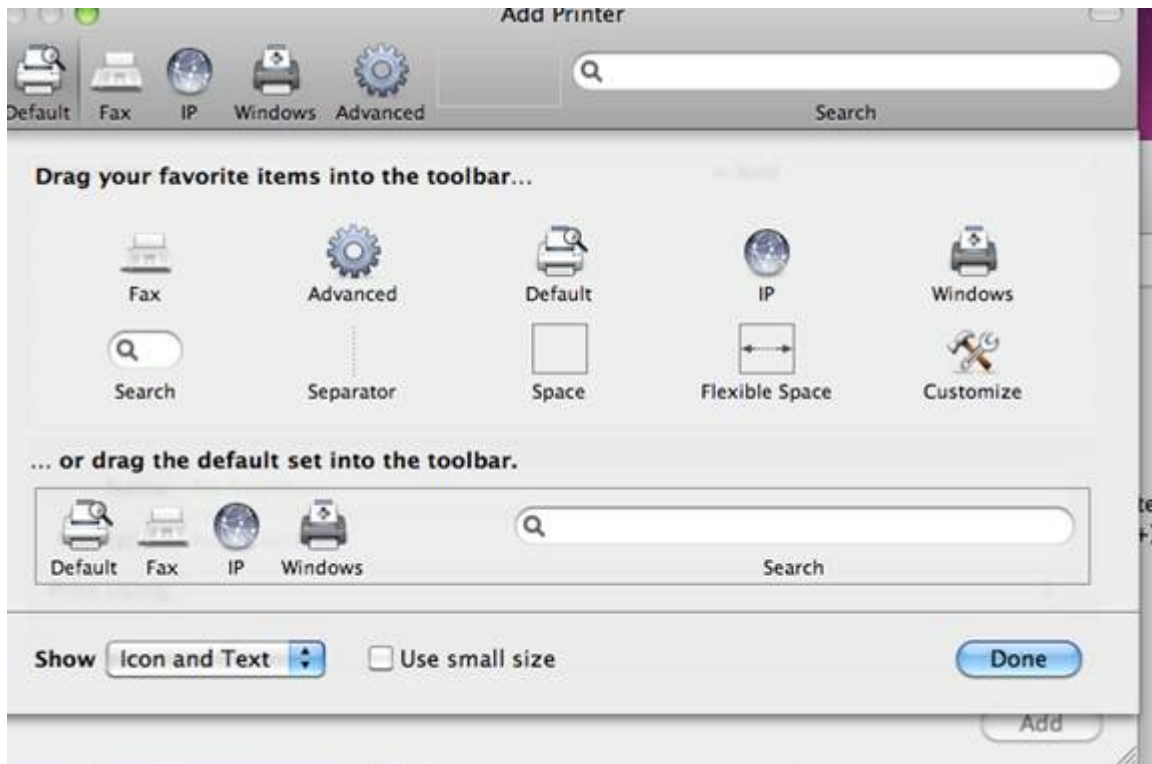 Add Printer
Default Fax IP Windows Advanced Search
Drag your favorite items into the toolbar...
Fax Advanced Default IP Windows
Search Separator Space Flexible Space Customize
... or drag the default set into the toolbar.
Default Fax IP Windows Search
Show Icon and Text Use small size Done
Add